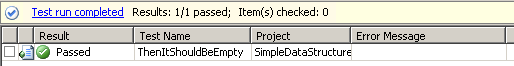 Test run completed Results: 1/1 passed; Item(s) checked: 0
Result Test Name Project Error Message
Passed ThenItShouldBeEmpty SimpleDataStructure